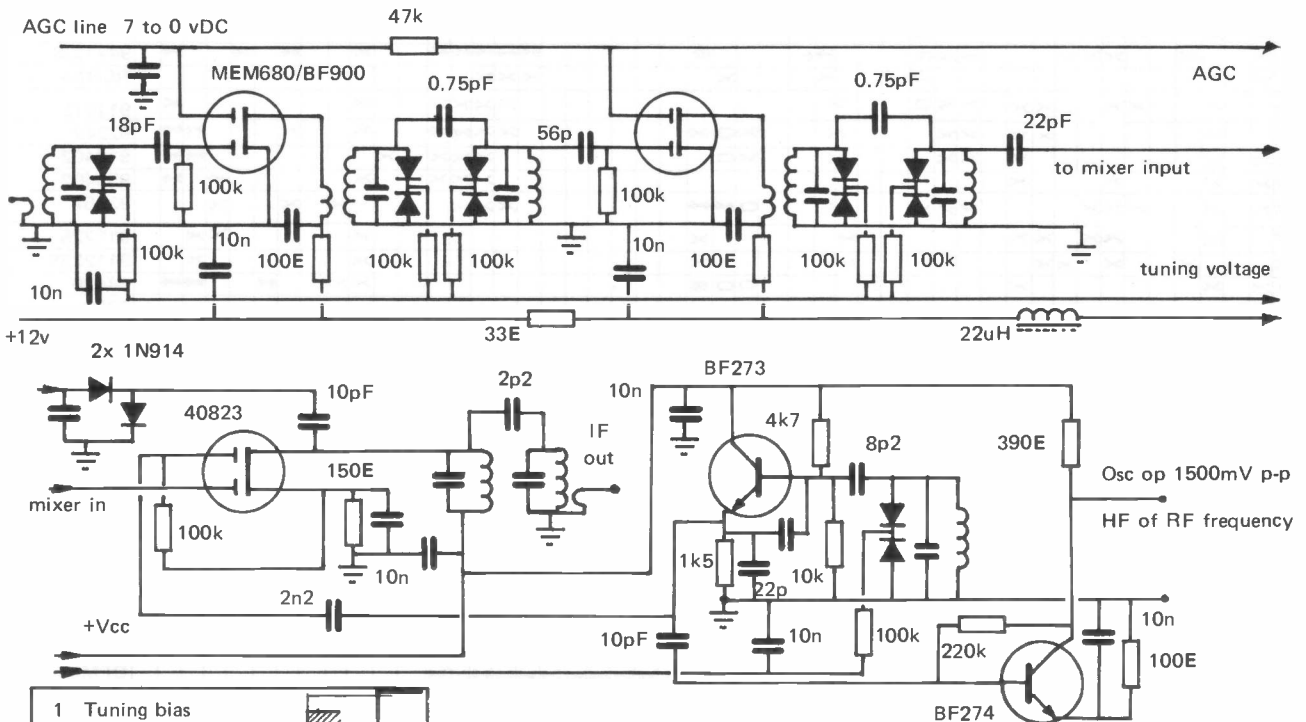 AGC line 7 to 0 vDC
47k
AGC
MEM680/BF900
0.75pF
0.75pF
18pF
56p
22pF
to mixer input
100k
100k
100k
10n
100E
100k
100k
10n
100E
100k
100k
10n
tuning voltage
+12v
33E
22uH
2x 1N914
10pF
2p2
BF273
10n
40823
IF
out
4k7
8p2
390E
150E
Osc op 1500mV p-p
mixer in
HF of RF frequency
100k
10n
1k5
22p
10k
2n2
+Vcc
10pF
10n
100k
220k
10n
100E
BF274
1 Tuning bias